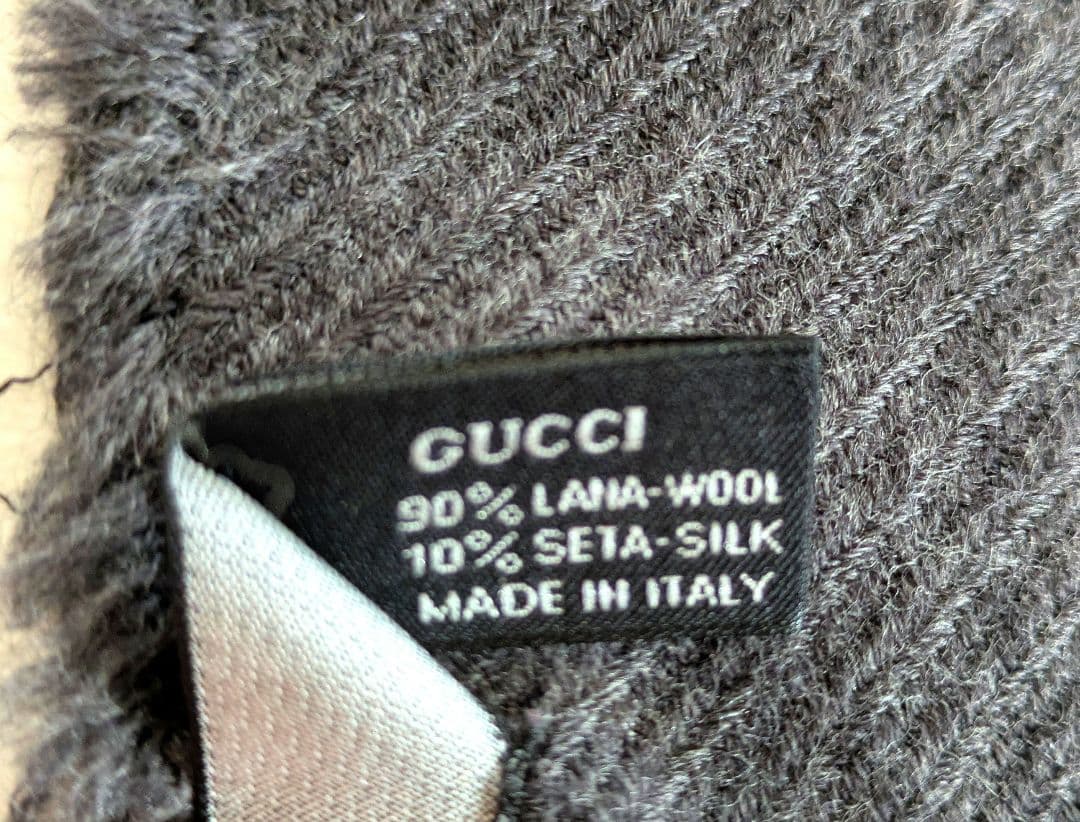 GUCCI
90% LANA-WOOL
10% SETA-SILK
MADE IN ITALY